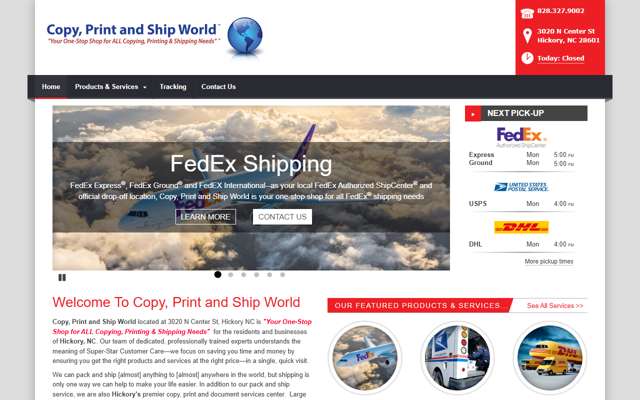 Copy, Print and Ship World
"Your One-Stop Shop for ALL Copying, Printing & Shipping Needs"
828.327.9002
3020 N Center St
Hickory, NC 28601
Today: Closed
Home Products & Services Tracking Contact Us
FedEx Shipping
FedEx Express®, FedEx Ground® and FedEX International--as your local FedEx Authorized ShipCenter® and
official drop-off location, Copy, Print and Ship World is your one-stop shop for all FedEx® shipping needs
LEARN MORE CONTACT US
NEXT PICK-UP
FedEx
Authorized ShipCenter
Express Mon 5:00 PM
Ground Mon 5:00 PM
UNITED STATES
POSTAL SERVICE
USPS Mon 4:00 PM
DHL
DHL Mon 4:00 PM
More pickup times
Welcome To Copy, Print and Ship World
Copy, Print and Ship World located at 3020 N Center St, Hickory NC is "Your One-Stop
Shop for ALL Copying, Printing & Shipping Needs" for the residents and businesses
of Hickory, NC. Our team of dedicated, professionally trained experts understands the
meaning of Super-Star Customer Care—we focus on saving you time and money by
ensuring you get the right products and services at the right price—in a single, quick visit.
We can pack and ship [almost] anything to [almost] anywhere in the world, but shipping is
only one way we can help to make your life easier. In addition to our pack and ship
service, we are also Hickory's premier copy, print and document services center. Large
OUR FEATURED PRODUCTS & SERVICES...
See All Services >>